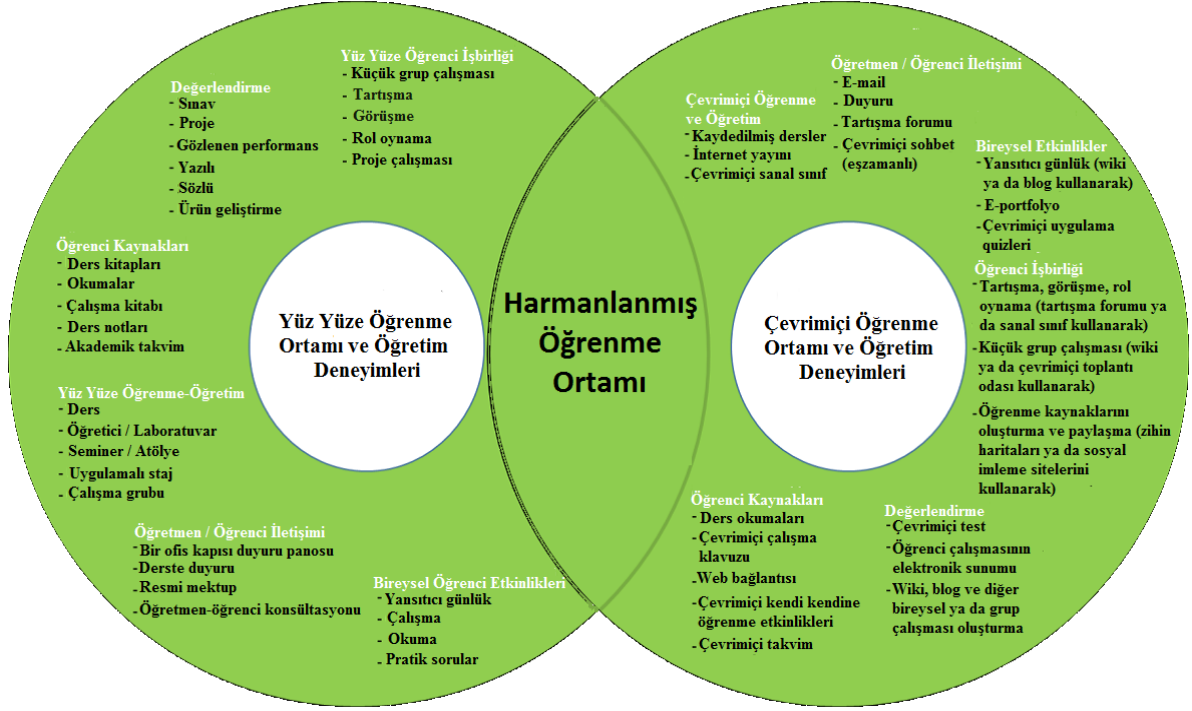 Yüz Yüze Öğrenci İşbirliği
- Küçük grup çalışması
- Tartışma
- Görüşme
- Rol oynama
- Proje çalışması
Değerlendirme
- Sınav
- Proje
- Gözlenen performans
- Yazılı
- Sözlü
- Ürün geliştirme
Öğrenci Kaynakları
- Ders kitapları
- Okumalar
- Çalışma kitabı
- Ders notları
- Akademik takvim
Yüz Yüze Öğrenme-Öğretim
- Ders
- Öğretici / Laboratuvar
- Seminer / Atölye
- Uygulamalı staj
- Çalışma grubu
Öğretmen / Öğrenci İletişimi
- Bir ofis kapısı duyuru panosu
- Derste duyuru
- Resmi mektup
- Öğretmen-öğrenci konsültasyonu
Bireysel Öğrenci Etkinlikleri
- Yansıtıcı günlük
- Çalışma
- Okuma
- Pratik sorular
Yüz Yüze Öğrenme
Ortamı ve Öğretim
Deneyimleri
Harmanlanmış
Öğrenme
Ortamı
Çevrimiçi Öğrenme
Ortamı ve Öğretim
Deneyimleri
Öğretmen / Öğrenci İletişimi
- E-mail
- Duyuru
- Tartışma forumu
- Çevrimiçi sohbet
(eşzamanlı)
Çevrimiçi Öğrenme
ve Öğretim
- Kaydedilmiş dersler
- İnternet yayını
- Çevrimiçi sanal sınıf
Bireysel Etkinlikler
- Yansıtıcı günlük (wiki
ya da blog kullanarak)
- E-portfolyo
- Çevrimiçi uygulama
quizleri
Öğrenci İşbirliği
- Tartışma, görüşme, rol
oynama (tartışma forumu ya
da sanal sınıf kullanarak)
- Küçük grup çalışması (wiki
ya da çevrimiçi toplantı
odası kullanarak)
- Öğrenme kaynaklarını
oluşturma ve paylaşma (zihin
haritaları ya da sosyal
imleme sitelerini
kullanarak)
Öğrenci Kaynakları
- Ders okumaları
- Çevrimiçi çalışma
klavuzu
- Web bağlantısı
- Çevrimiçi kendi kendine
öğrenme etkinlikleri
- Çevrimiçi takvim
Değerlendirme
- Çevrimiçi test
- Öğrenci çalışmasının
elektronik sunumu
- Wiki, blog ve diğer
bireysel ya da grup
çalışması oluşturma